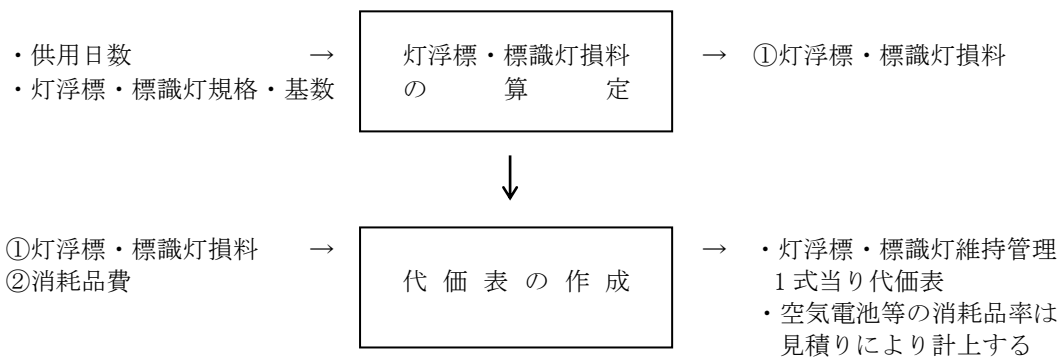 ・供用日数 → 灯浮標・標識灯損料 → ①灯浮標・標識灯損料
・灯浮標・標識灯規格・基数 の算定
↓
①灯浮標・標識灯損料 → 代価表の作成 → ・灯浮標・標識灯維持管理
②消耗品費 1式当り代価表
・空気電池等の消耗品率は
見積りにより計上する